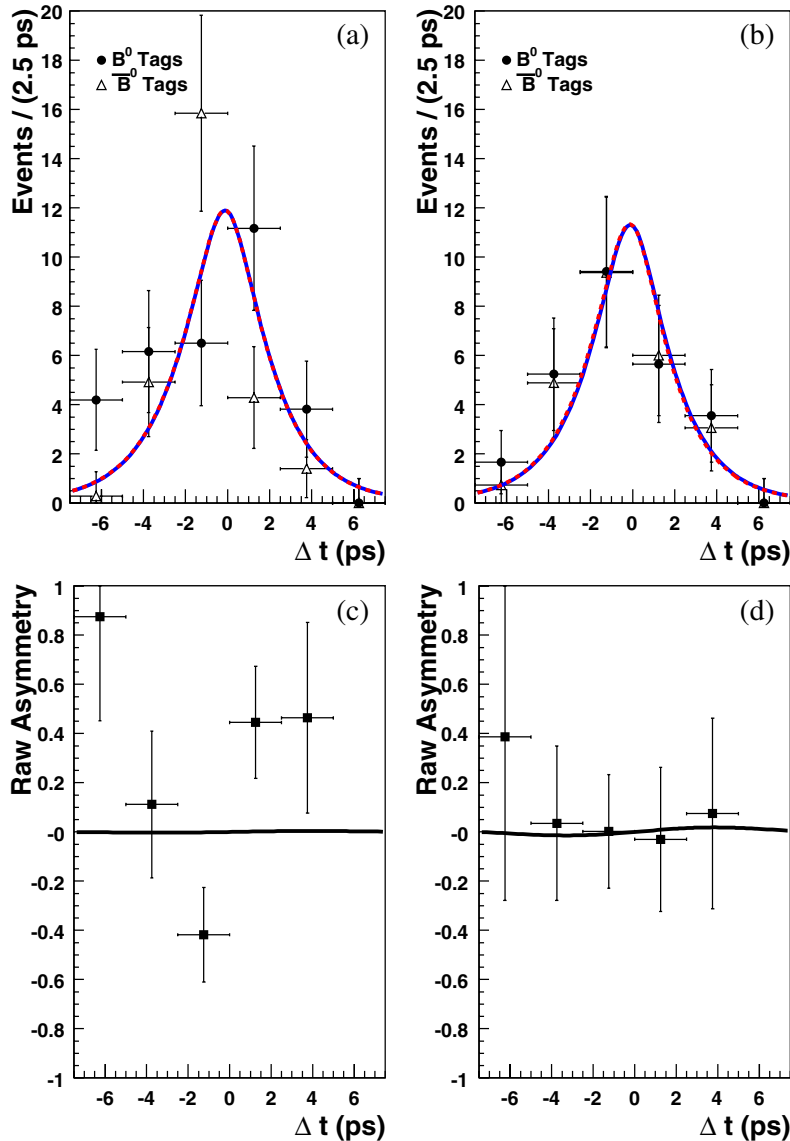 Events / (2.5 ps)
20
18
16
14
12
10
8
6
4
2
0
(a)
B⁰ Tags
B̅⁰ Tags
-6 -4 -2 0 2 4 6
Δ t (ps)
Events / (2.5 ps)
20
18
16
14
12
10
8
6
4
2
0
(b)
B⁰ Tags
B̅⁰ Tags
-6 -4 -2 0 2 4 6
Δ t (ps)
Raw Asymmetry
1
0.8
0.6
0.4
0.2
-0
-0.2
-0.4
-0.6
-0.8
-1
(c)
-6 -4 -2 0 2 4 6
Δ t (ps)
Raw Asymmetry
1
0.8
0.6
0.4
0.2
-0
-0.2
-0.4
-0.6
-0.8
-1
(d)
-6 -4 -2 0 2 4 6
Δ t (ps)